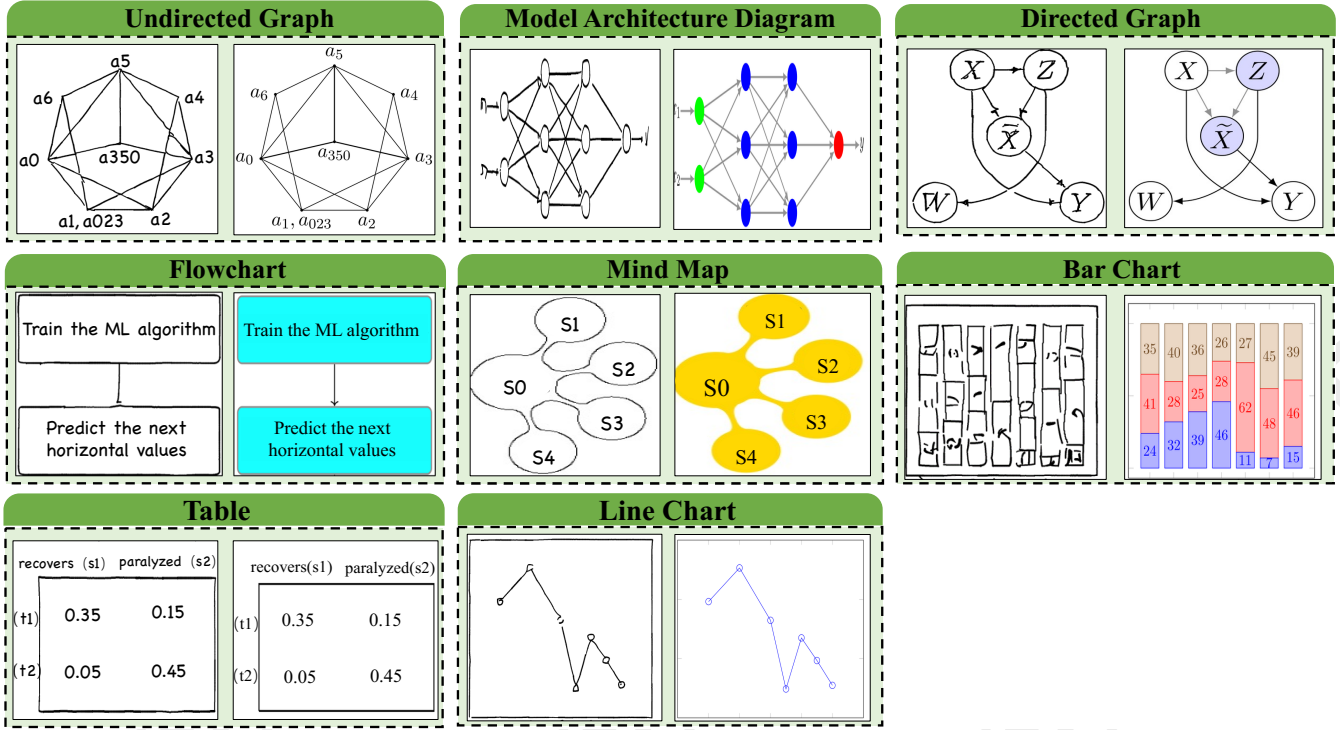 Undirected Graph
a5
a6
a4
a0
a350
a3
a1, a023
a2
a5
a6
a4
a0
a350
a3
a1, a023
a2
Model Architecture Diagram
y
Directed Graph
X
Z
X̃
W
Y
X
Z
X̃
W
Y
Flowchart
Train the ML algorithm
Predict the next
horizontal values
Train the ML algorithm
Predict the next
horizontal values
Mind Map
S1
S2
S0
S3
S4
S1
S2
S0
S3
S4
Bar Chart
35 40 36 26 27 45 39
41 28 25 28 62 48 46
24 32 39 46 11 7 15
Table
recovers (s1) paralyzed (s2)
(t1) 0.35 0.15
(t2) 0.05 0.45
recovers(s1) paralyzed(s2)
(t1) 0.35 0.15
(t2) 0.05 0.45
Line Chart